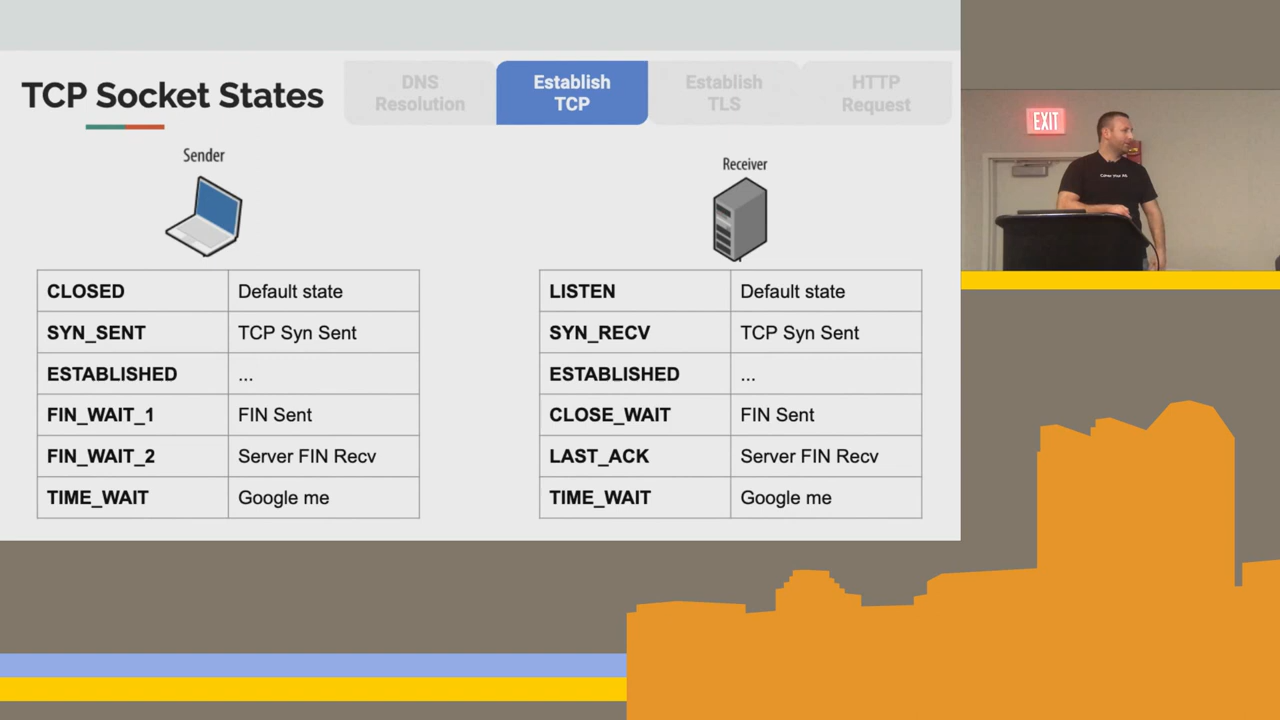 TCP Socket States
DNS
Resolution
Establish
TCP
Establish
TLS
HTTP
Request
Sender
Receiver
CLOSED Default state
SYN_SENT TCP Syn Sent
ESTABLISHED ...
FIN_WAIT_1 FIN Sent
FIN_WAIT_2 Server FIN Recv
TIME_WAIT Google me
LISTEN Default state
SYN_RECV TCP Syn Sent
ESTABLISHED ...
CLOSE_WAIT FIN Sent
LAST_ACK Server FIN Recv
TIME_WAIT Google me
EXIT